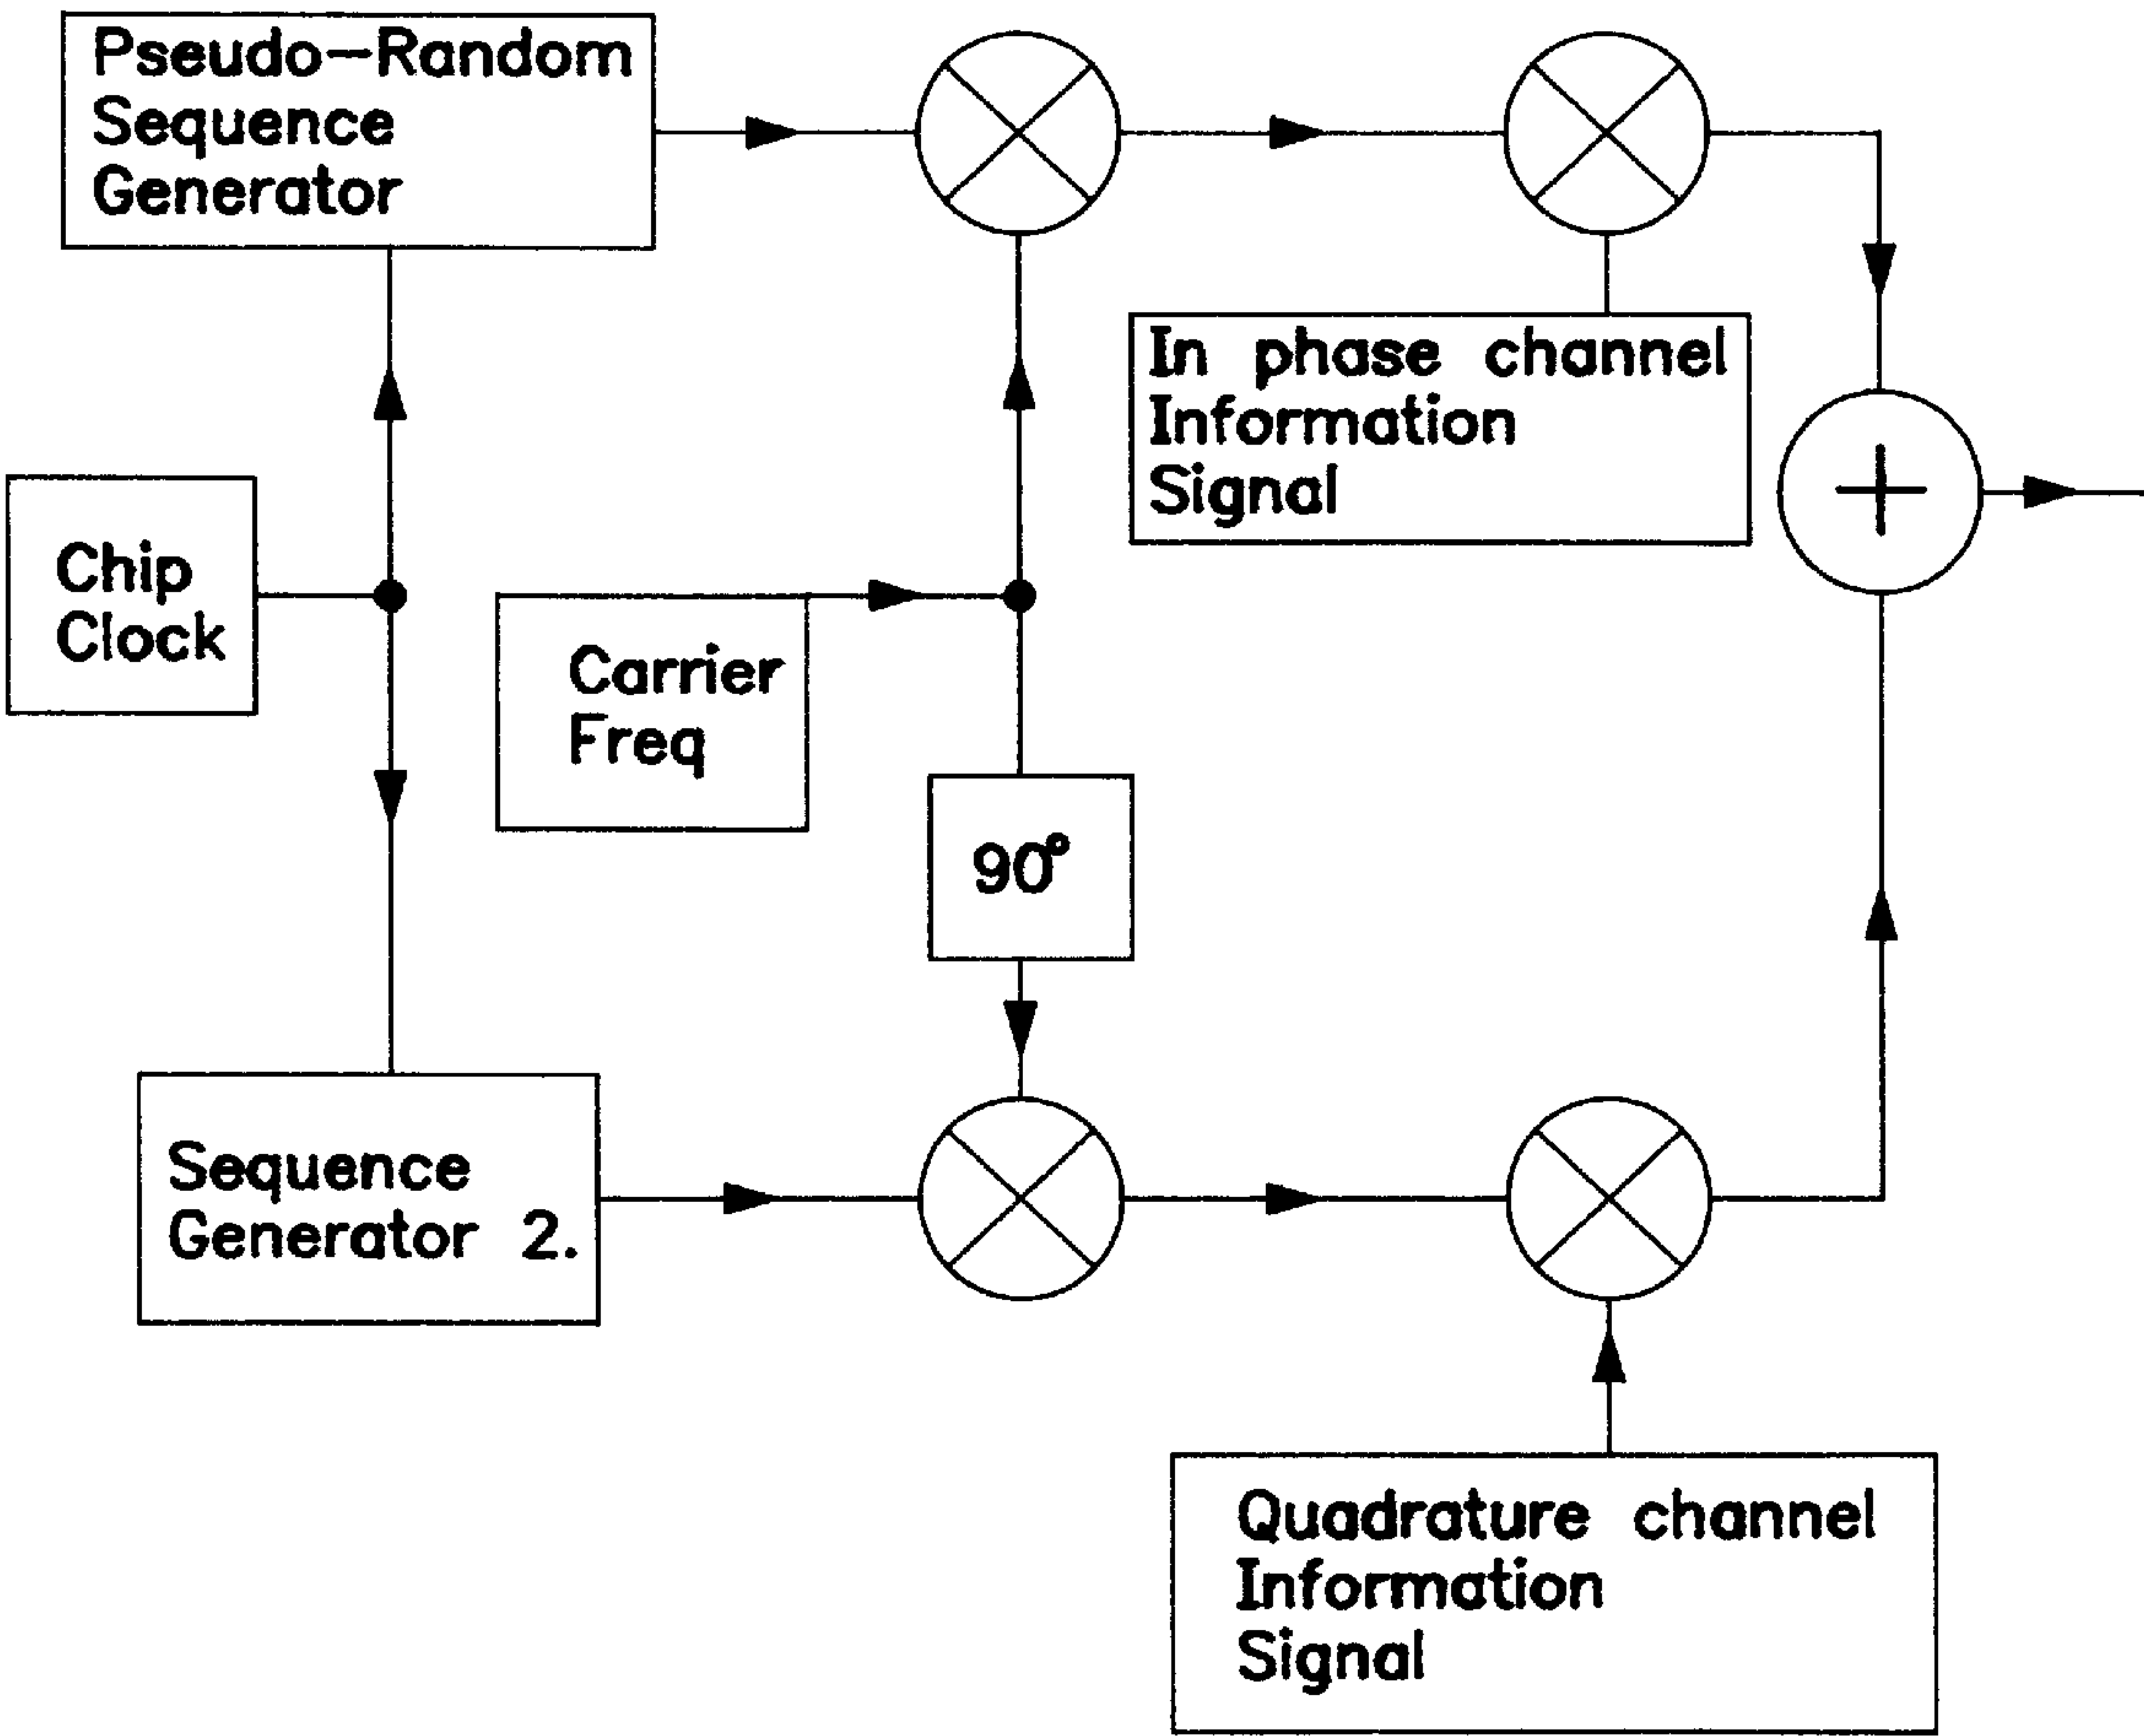 Pseudo-Random
Sequence
Generator
In phase channel
Information
Signal
Chip
Clock
Carrier
Freq
90°
Sequence
Generator 2.
Quadrature channel
Information
Signal